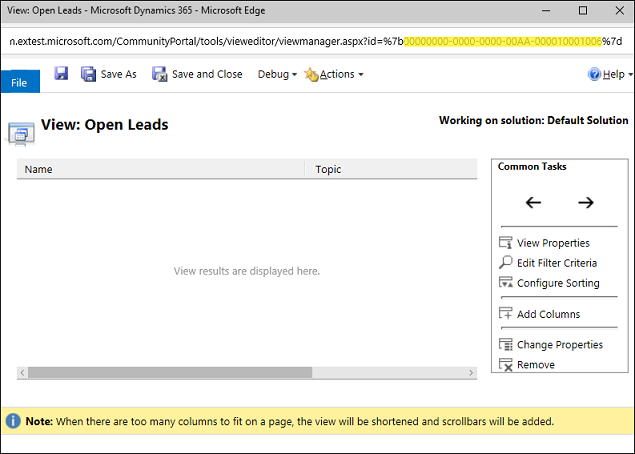 View: Open Leads - Microsoft Dynamics 365 - Microsoft Edge
n.extest.microsoft.com/CommunityPortal/tools/vieweditor/viewmanager.aspx?id=%7b00000000-0000-0000-00AA-000010001006%7d
File Save As Save and Close Debug Actions Help
View: Open Leads
Working on solution: Default Solution
Name Topic
View results are displayed here.
Common Tasks
View Properties
Edit Filter Criteria
Configure Sorting
Add Columns
Change Properties
Remove
Note: When there are too many columns to fit on a page, the view will be shortened and scrollbars will be added.